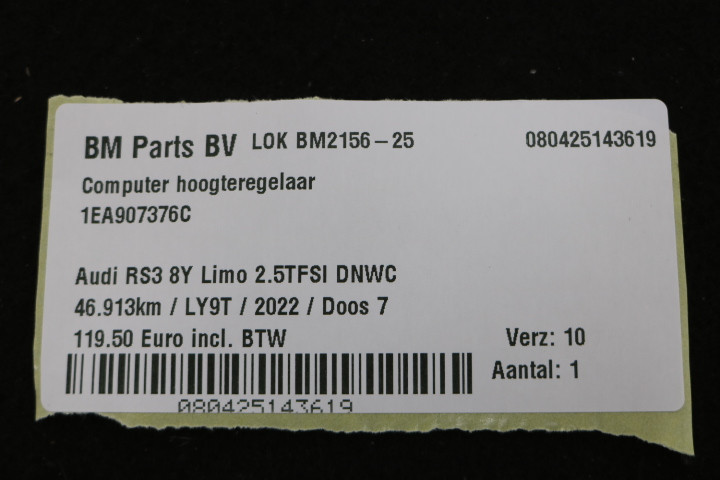 BM Parts BV LOK BM2156-25 080425143619
Computer hoogteregelaar
1EA907376C
Audi RS3 8Y Limo 2.5TFSI DNWC
46.913km / LY9T / 2022 / Doos 7
119.50 Euro incl. BTW Verz: 10
Aantal: 1
080425143619